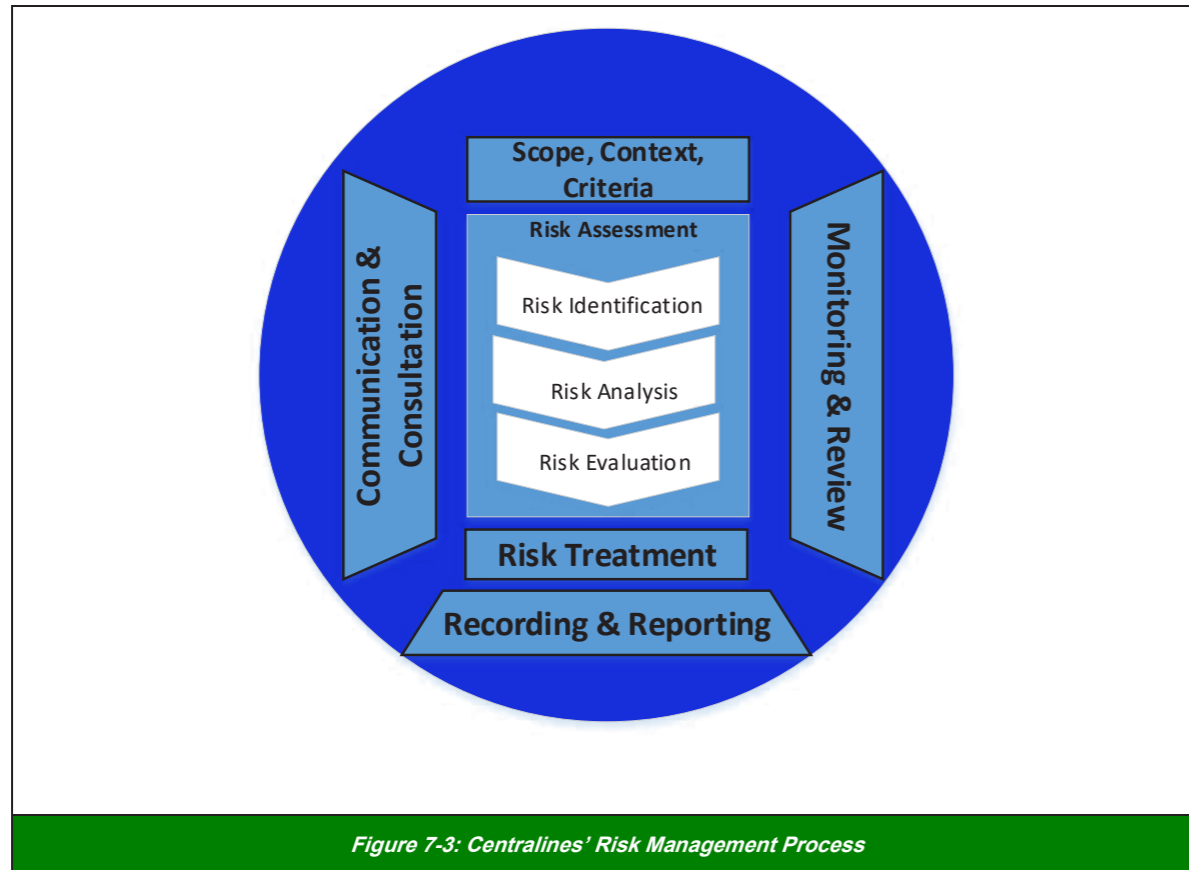 Scope, Context,
Criteria
Communication &
Consultation
Risk Assessment
Risk Identification
Risk Analysis
Risk Evaluation
Monitoring & Review
Risk Treatment
Recording & Reporting
Figure 7-3: Centralines’ Risk Management Process